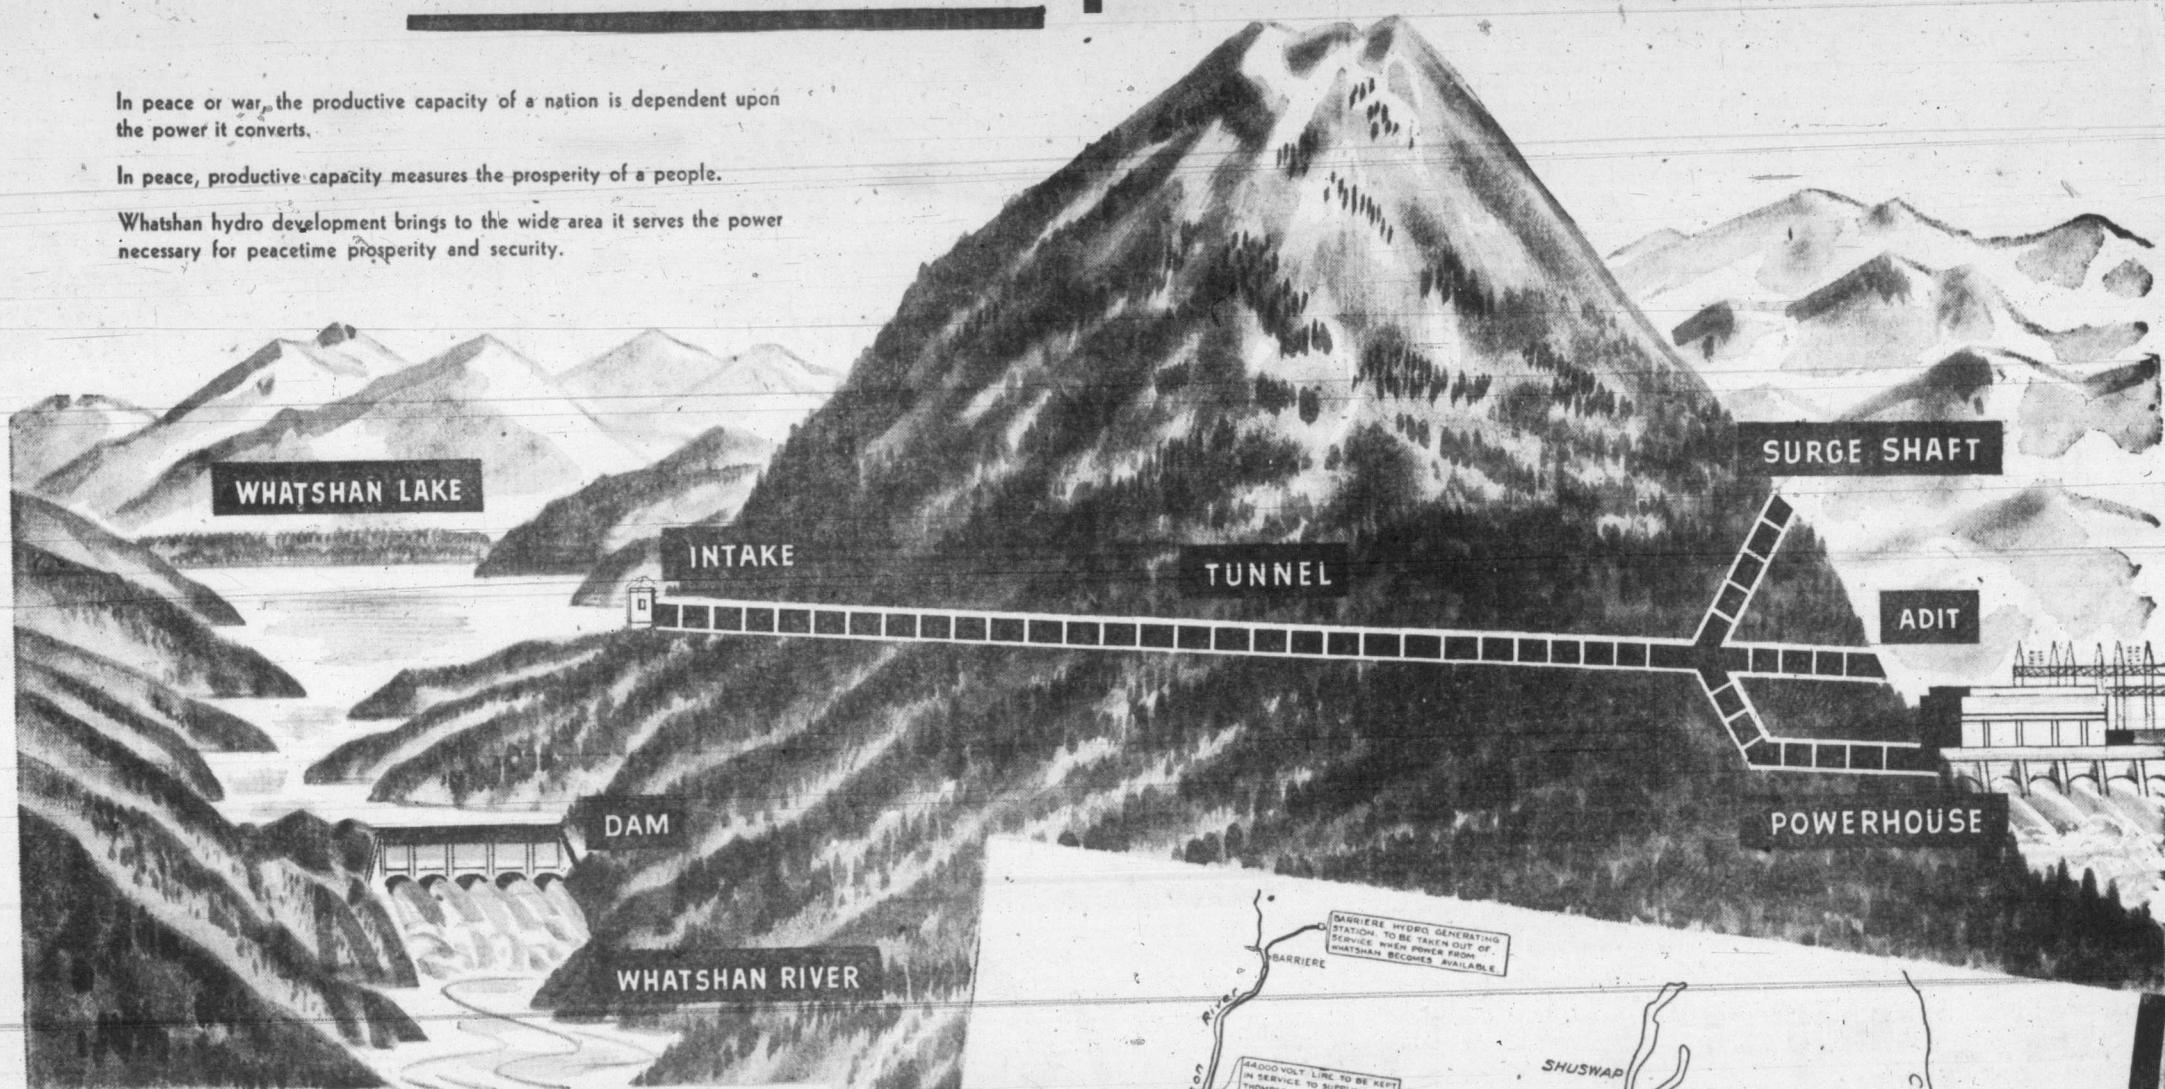 In peace or war, the productive capacity of a nation is dependent upon
the power it converts.
In peace, productive capacity measures the prosperity of a people.
Whatshan hydro development brings to the wide area it serves the power
necessary for peacetime prosperity and security.
WHATSHAN LAKE
SURGE SHAFT
INTAKE
TUNNEL
ADIT
DAM
POWERHOUSE
WHATSHAN RIVER
BARRIERE HYDRO GENERATING
STATION. TO BE TAKEN OUT OF
SERVICE WHEN POWER FROM
WHATSHAN BECOMES AVAILABLE.
BARRIERE
River
SHUSWAP
44,000 VOLT LINE TO BE KEPT
IN SERVICE TO